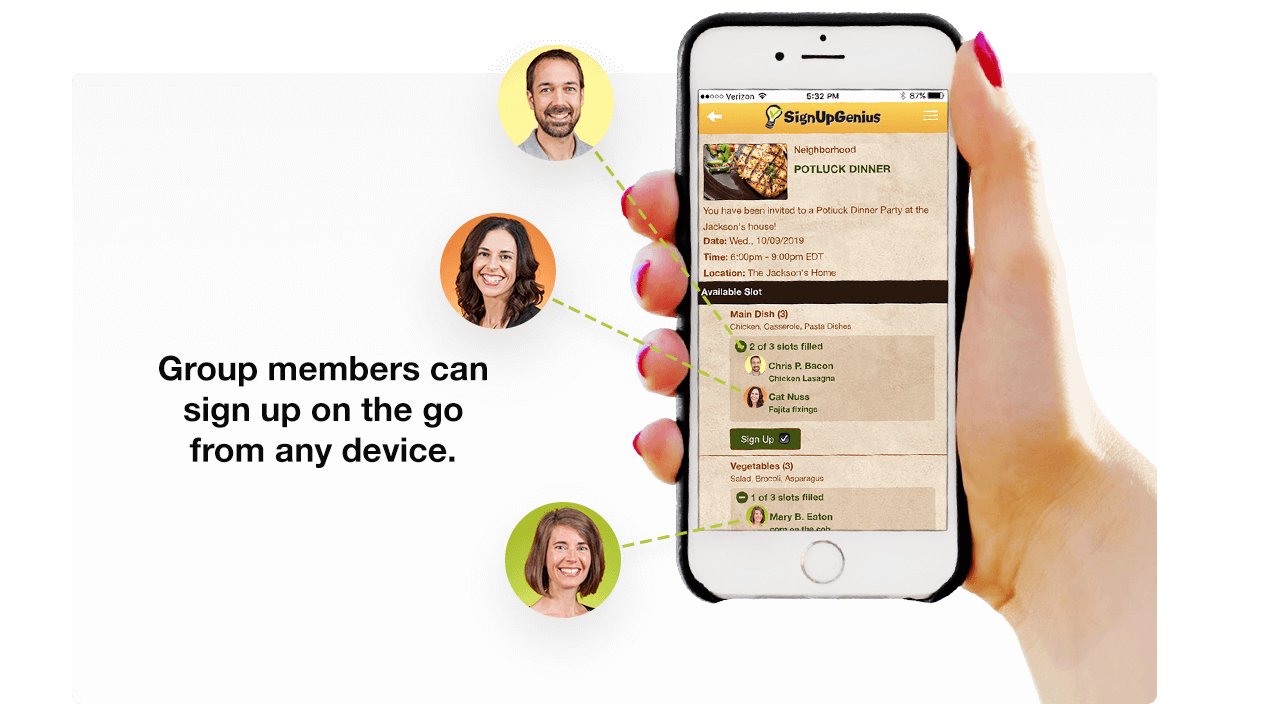 Group members can
sign up on the go
from any device.
Verizon
5:32 PM
87%
SignUpGenius
Neighborhood
POTLUCK DINNER
You have been invited to a Potluck Dinner Party at the
Jackson's house!
Date: Wed., 10/09/2019
Time: 6:00pm - 9:00pm EDT
Location: The Jackson's Home
Available Slot
Main Dish (3)
Chicken, Casserole, Pasta Dishes
2 of 3 slots filled
Chris P. Bacon
Chicken Lasagna
Cat Nuss
Fajita fixings
Sign Up
Vegetables (3)
Salad, Brocoli, Asparagus
1 of 3 slots filled
Mary B. Eaton
corn on the cob